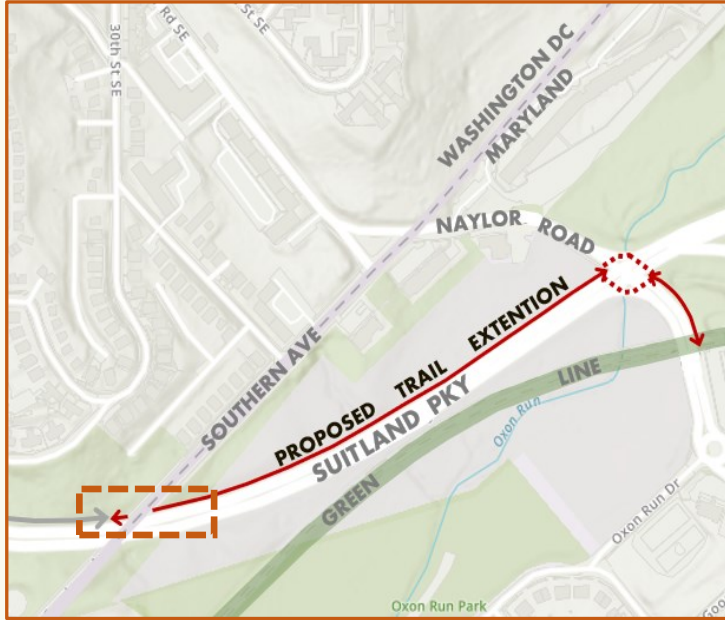 30th St SE
Rd SE
St SE
WASHINGTON DC
MARYLAND
NAYLOR ROAD
SOUTHERN AVE
PROPOSED TRAIL EXTENTION
SUITLAND PKY
GREEN LINE
Oxon Run
Oxon Run Dr
Oxon Run Park
Goo